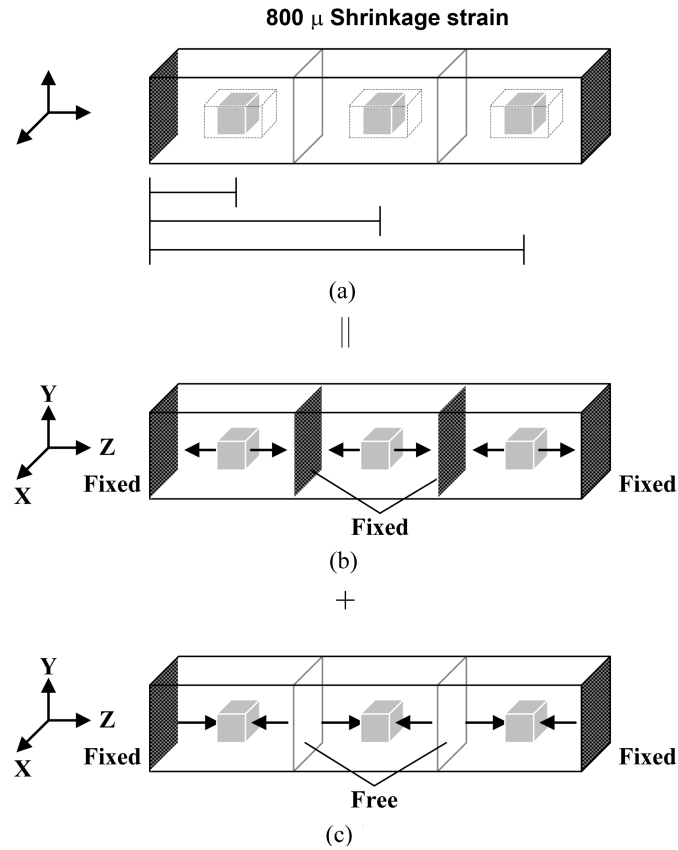 800 μ Shrinkage strain
(a)
||
Y
Z
X
Fixed
Fixed
Fixed
(b)
+
Y
Z
X
Fixed
Fixed
Free
(c)